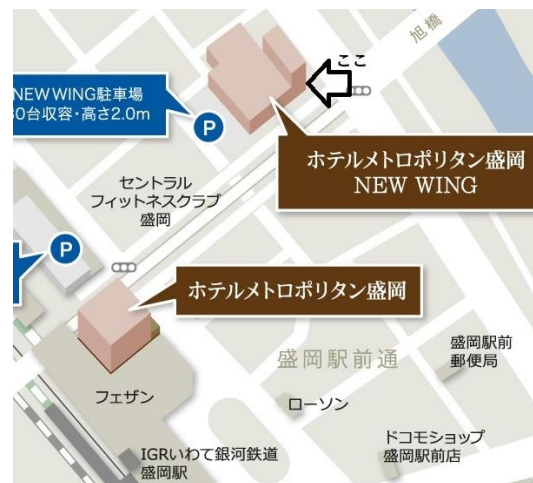 旭橋
ここ
NEW WING駐車場
0台収容・高さ2.0m
P
ホテルメトロポリタン盛岡
NEW WING
セントラル
フィットネスクラブ
盛岡
P
ホテルメトロポリタン盛岡
盛岡駅前通
盛岡駅前
郵便局
フェザン
ローソン
ドコモショップ
盛岡駅前店
IGRいわて銀河鉄道
盛岡駅